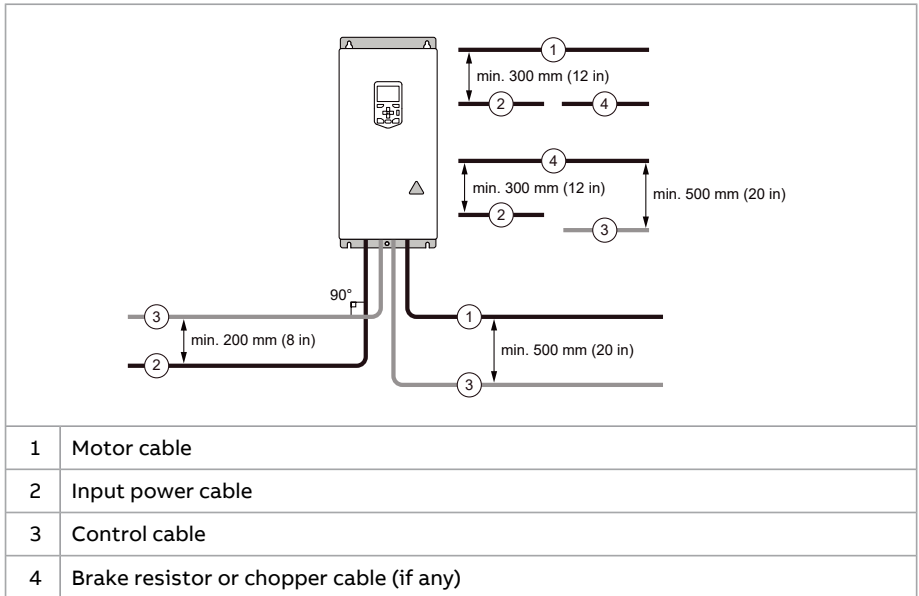 1
min. 300 mm (12 in)
2
4
4
min. 300 mm (12 in)
min. 500 mm (20 in)
2
3
90°
3
1
min. 200 mm (8 in)
min. 500 mm (20 in)
2
3
1 Motor cable
2 Input power cable
3 Control cable
4 Brake resistor or chopper cable (if any)